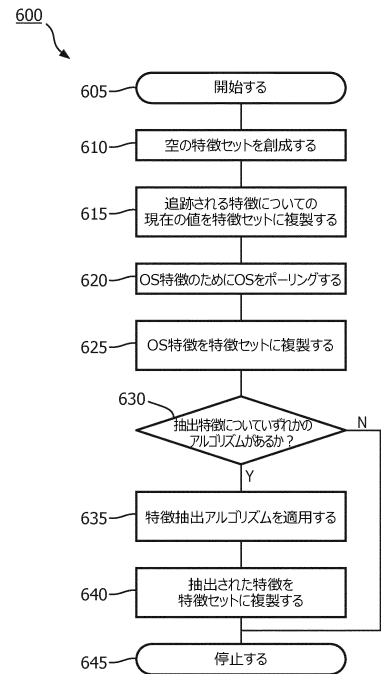 600
605
開始する
610
空の特徴セットを創成する
615
追跡される特徴についての
現在の値を特徴セットに複製する
620
OS特徴のためにOSをポーリングする
625
OS特徴を特徴セットに複製する
630
抽出特徴についていずれかの
アルゴリズムがあるか？
N
Y
635
特徴抽出アルゴリズムを適用する
640
抽出された特徴を
特徴セットに複製する
645
停止する